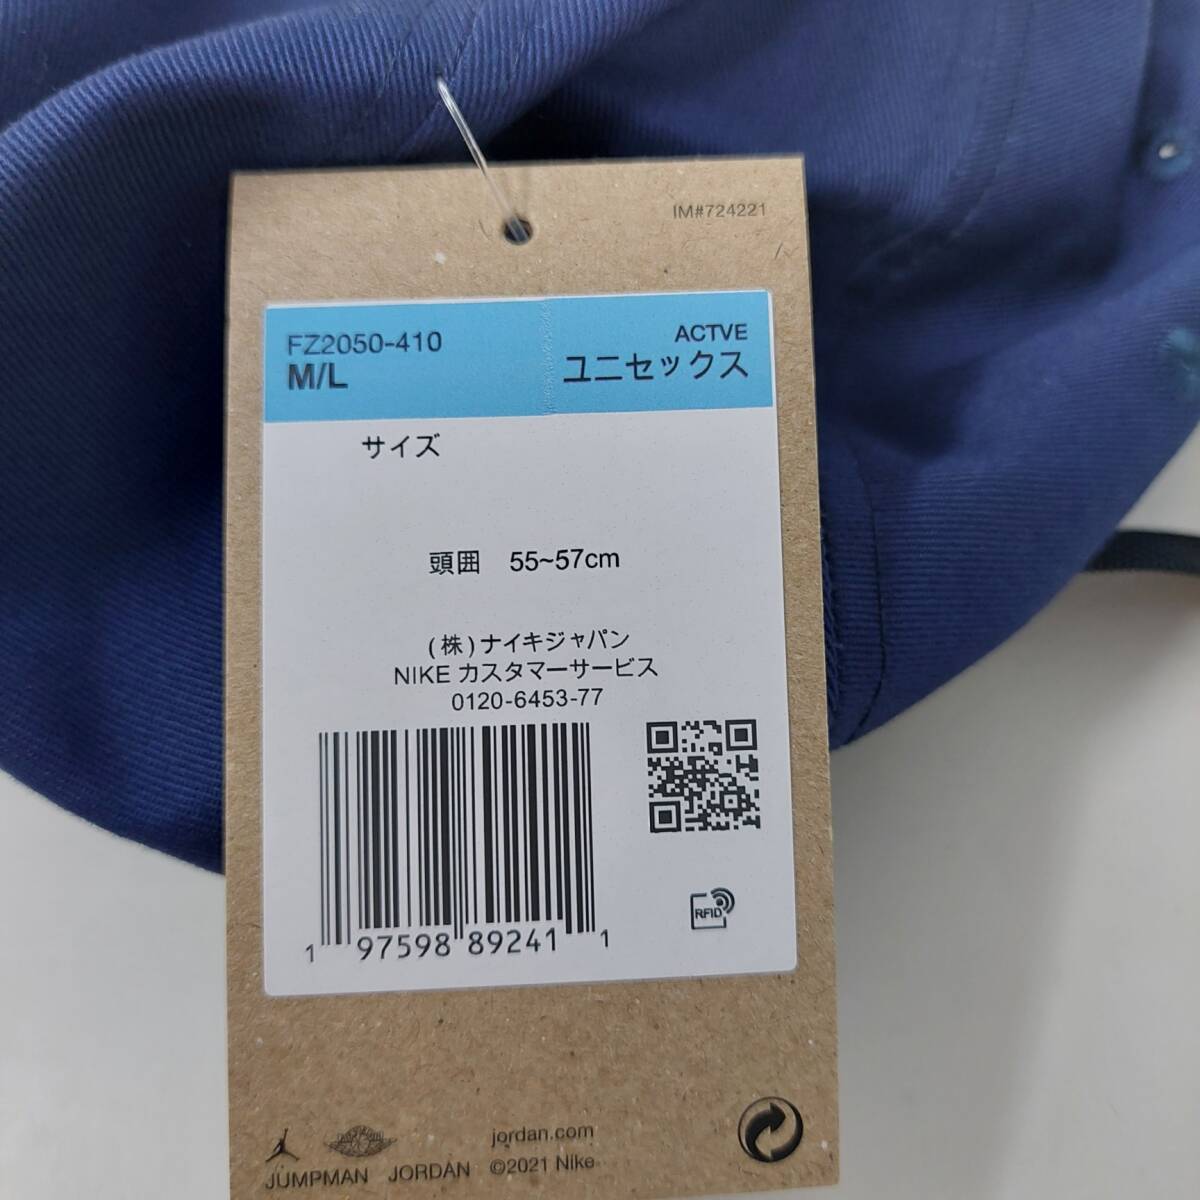 IM#724221
FZ2050-410
M/L
ACTVE
ユニセックス
サイズ
頭囲 55~57cm
(株)ナイキジャパン
NIKE カスタマーサービス
0120-6453-77
1 97598 89241 1
RFID
JUMPMAN JORDAN
jordan.com
©2021 Nike